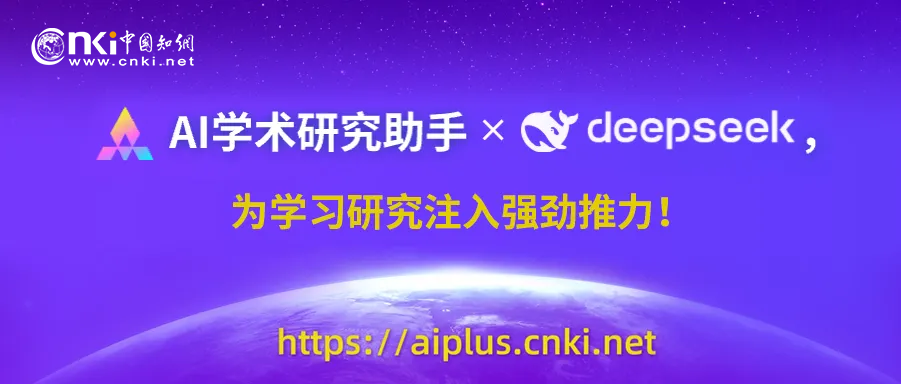 cnki中国知網
www.cnki.net
AI学术研究助手 × deepseek，
为学习研究注入强劲推力！
https://aiplus.cnki.net